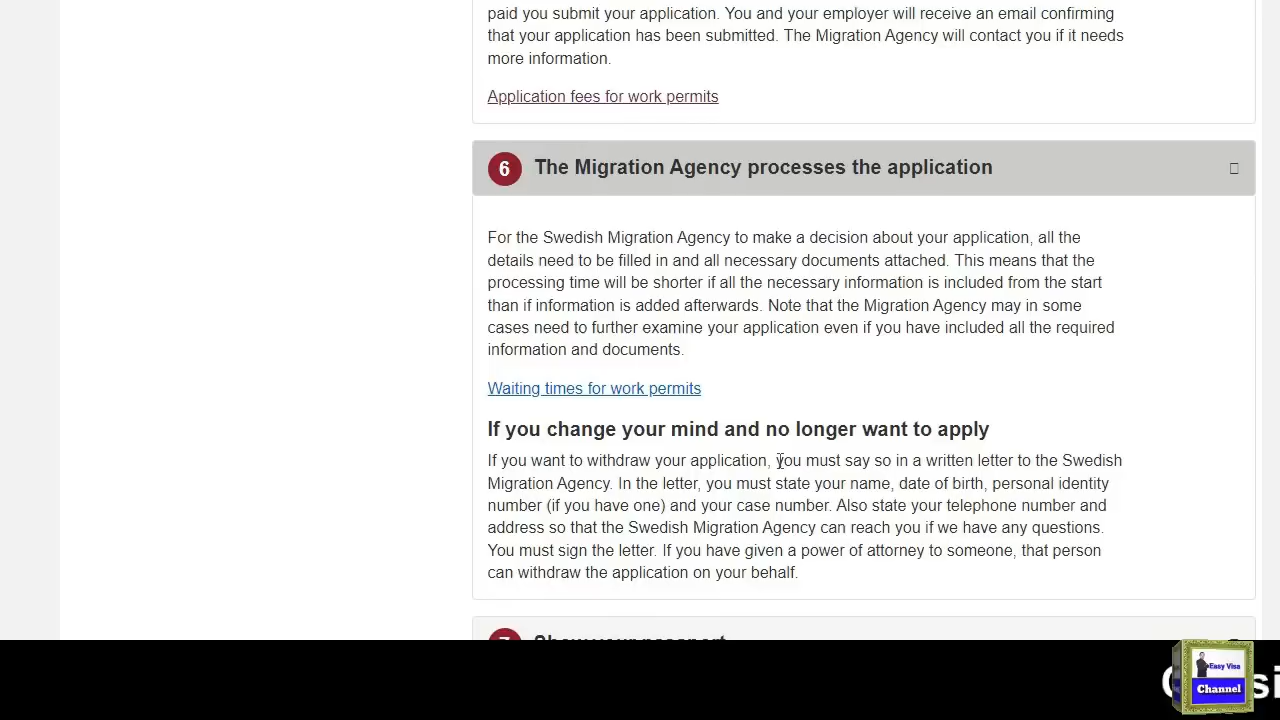 paid you submit your application. You and your employer will receive an email confirming
that your application has been submitted. The Migration Agency will contact you if it needs
more information.
Application fees for work permits
6 The Migration Agency processes the application
For the Swedish Migration Agency to make a decision about your application, all the
details need to be filled in and all necessary documents attached. This means that the
processing time will be shorter if all the necessary information is included from the start
than if information is added afterwards. Note that the Migration Agency may in some
cases need to further examine your application even if you have included all the required
information and documents.
Waiting times for work permits
If you change your mind and no longer want to apply
If you want to withdraw your application, you must say so in a written letter to the Swedish
Migration Agency. In the letter, you must state your name, date of birth, personal identity
number (if you have one) and your case number. Also state your telephone number and
address so that the Swedish Migration Agency can reach you if we have any questions.
You must sign the letter. If you have given a power of attorney to someone, that person
can withdraw the application on your behalf.
7 Show your passport
Easy Visa
Channel